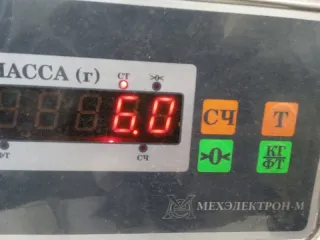 МАССА (г)
СТ >0<
6.0
ФТ СЧ
СЧ Т
>0< КГ
ФТ
МЕХЭЛЕКТРОН-М